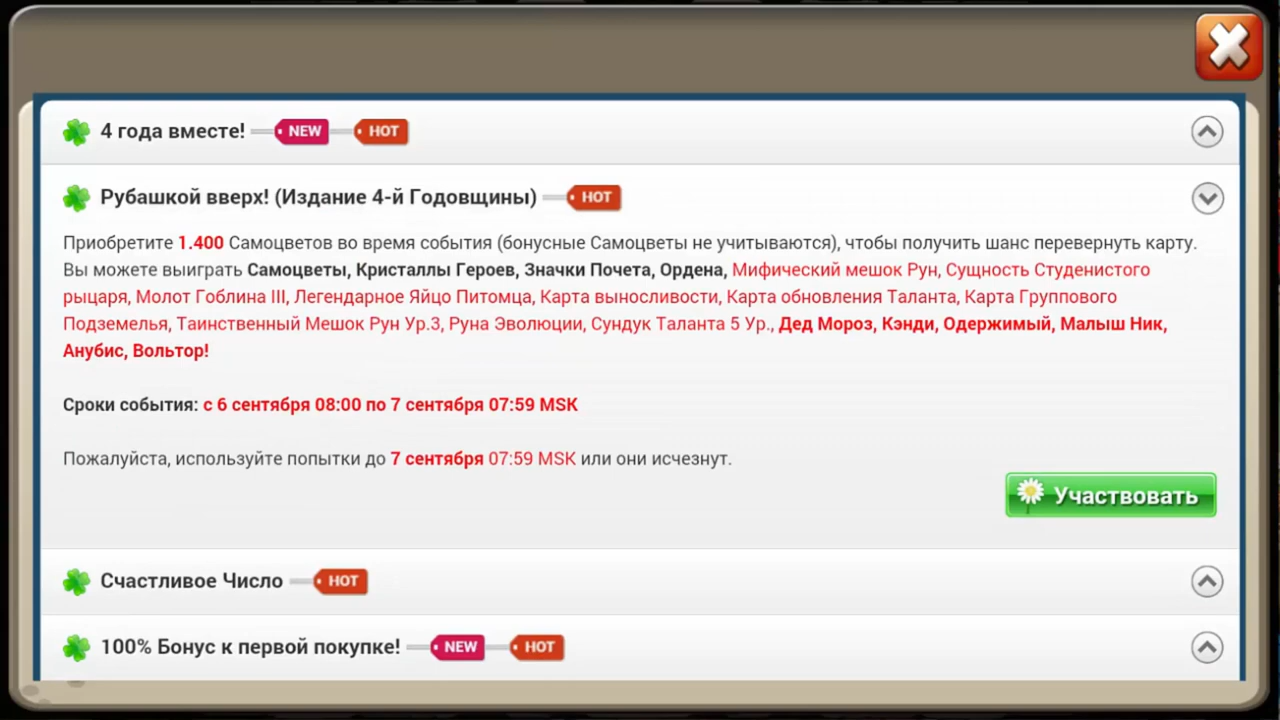 4 года вместе! NEW HOT
Рубашкой вверх! (Издание 4-й Годовщины) HOT
Приобретите 1.400 Самоцветов во время события (бонусные Самоцветы не учитываются), чтобы получить шанс перевернуть карту.
Вы можете выиграть Самоцветы, Кристаллы Героев, Значки Почета, Ордена, Мифический мешок Рун, Сущность Студенистого
рыцаря, Молот Гоблина III, Легендарное Яйцо Питомца, Карта выносливости, Карта обновления Таланта, Карта Группового
Подземелья, Таинственный Мешок Рун Ур.3, Руна Эволюции, Сундук Таланта 5 Ур., Дед Мороз, Кэнди, Одержимый, Малыш Ник,
Анубис, Вольтор!
Сроки события: с 6 сентября 08:00 по 7 сентября 07:59 MSK
Пожалуйста, используйте попытки до 7 сентября 07:59 MSK или они исчезнут.
Участвовать
Счастливое Число HOT
100% Бонус к первой покупке! NEW HOT